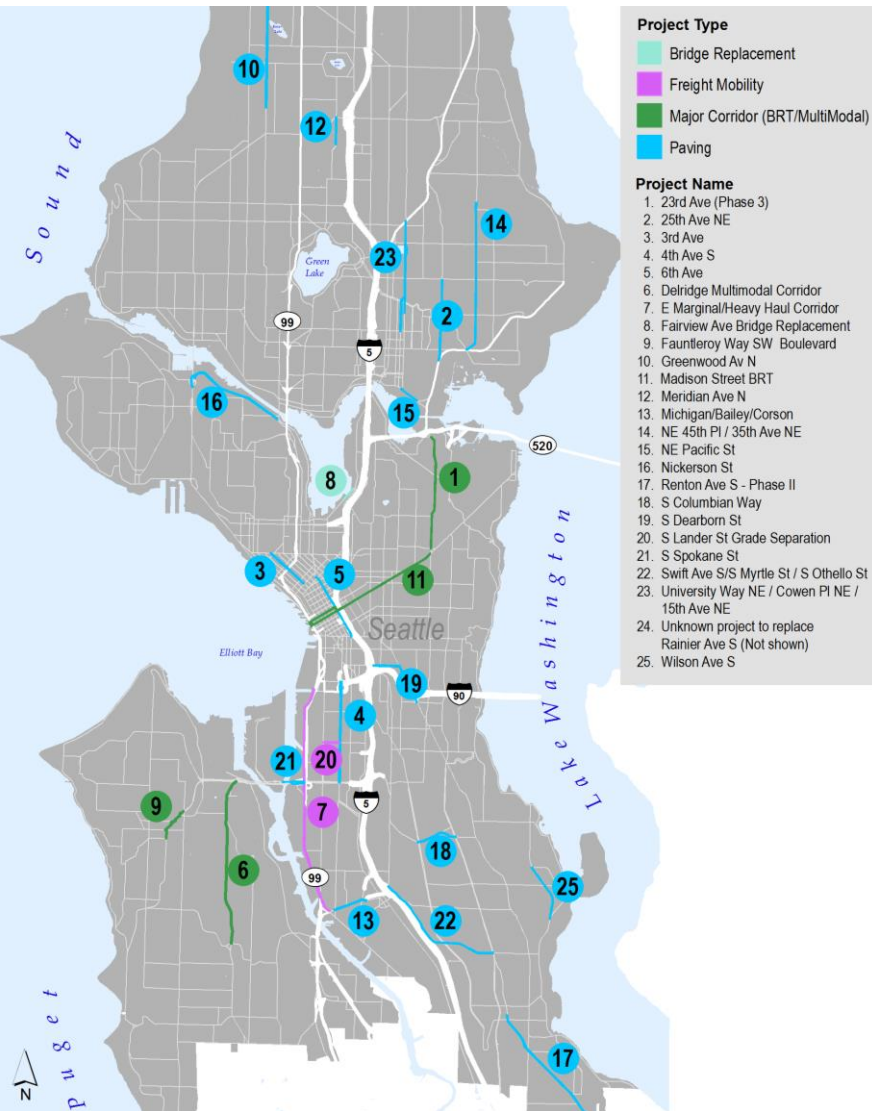 Project Type
Bridge Replacement
Freight Mobility
Major Corridor (BRT/MultiModal)
Paving
Project Name
1. 23rd Ave (Phase 3)
2. 25th Ave NE
3. 3rd Ave
4. 4th Ave S
5. 6th Ave
6. Delridge Multimodal Corridor
7. E Marginal/Heavy Haul Corridor
8. Fairview Ave Bridge Replacement
9. Fauntleroy Way SW Boulevard
10. Greenwood Av N
11. Madison Street BRT
12. Meridian Ave N
13. Michigan/Bailey/Corson
14. NE 45th Pl / 35th Ave NE
15. NE Pacific St
16. Nickerson St
17. Renton Ave S - Phase II
18. S Columbian Way
19. S Dearborn St
20. S Lander St Grade Separation
21. S Spokane St
22. Swift Ave S/S Myrtle St / S Othello St
23. University Way NE / Cowen Pl NE /
15th Ave NE
24. Unknown project to replace
Rainier Ave S (Not shown)
25. Wilson Ave S
10
12
Sound
14
23
Green
Lake
2
99
5
16
15
520
8
1
3
5
11
Seattle
Lake Washington
Elliott Bay
19
90
4
21
20
9
7
5
18
6
99
25
13
22
Puget
17
N